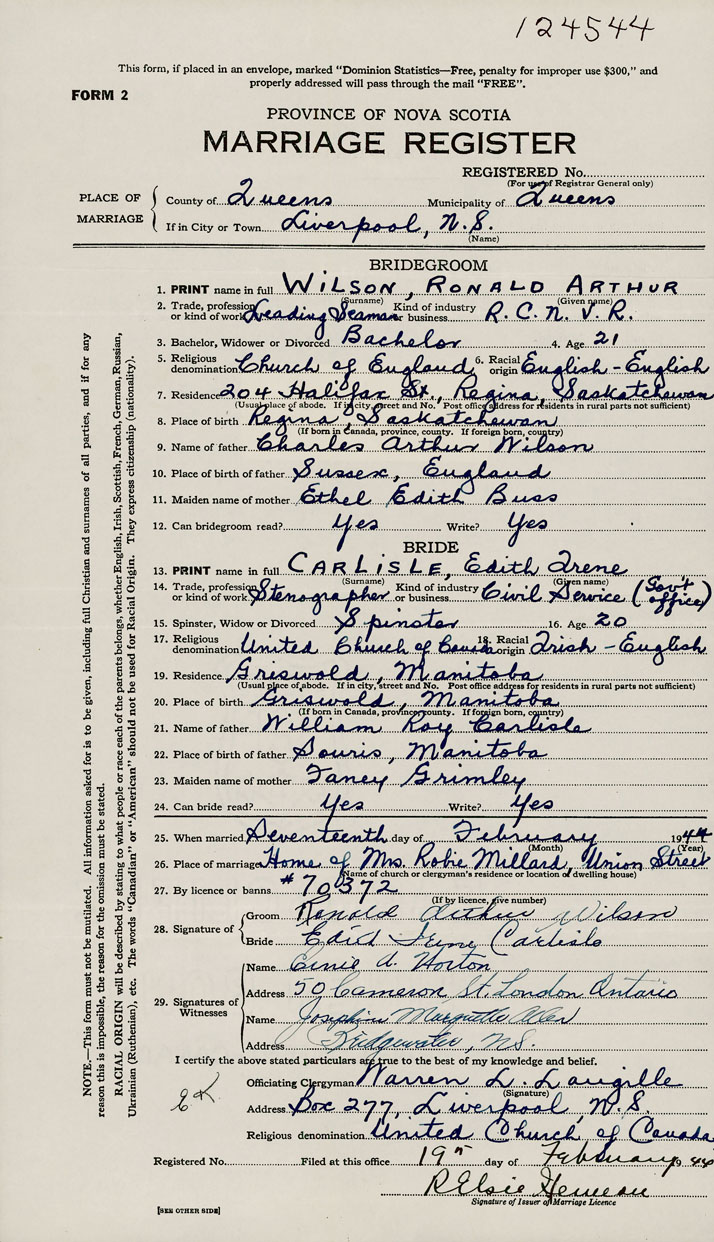 124544
This form, if placed in an envelope, marked “Dominion Statistics—Free, penalty for improper use $300,” and
properly addressed will pass through the mail “FREE”.
FORM 2
PROVINCE OF NOVA SCOTIA
MARRIAGE REGISTER
REGISTERED No.
(For use of Registrar General only)
PLACE OF MARRIAGE
County of Queens Municipality of Queens
If in City or Town Liverpool, N.S.
(Name)
BRIDEGROOM
1. PRINT name in full WILSON, RONALD ARTHUR
(Surname) (Given name)
2. Trade, profession or kind of work Leading Seaman Kind of industry or business R.C.N.V.R.
3. Bachelor, Widower or Divorced Bachelor 4. Age 21
5. Religious denomination Church of England 6. Racial origin English-English
7. Residence 204 Halifax St., Regina, Saskatchewan
(Usual place of abode. If in city, street and No. Post office address for residents in rural parts not sufficient)
8. Place of birth Regina, Saskatchewan
(If born in Canada, province, county. If foreign born, country)
9. Name of father Charles Arthur Wilson
10. Place of birth of father Sussex, England
11. Maiden name of mother Ethel Edith Buss
12. Can bridegroom read? Yes Write? Yes
BRIDE
13. PRINT name in full CARLISLE, Edith Irene
(Surname) (Given name)
14. Trade, profession or kind of work Stenographer Kind of industry or business Civil Service (Gov't office)
15. Spinster, Widow or Divorced Spinster 16. Age 20
17. Religious denomination United Church of Canada 18. Racial origin Irish-English
19. Residence Griswold, Manitoba
(Usual place of abode. If in city, street and No. Post office address for residents in rural parts not sufficient)
20. Place of birth Griswold, Manitoba
(If born in Canada, province, county. If foreign born, country)
21. Name of father William Roy Carlisle
22. Place of birth of father Souris, Manitoba
23. Maiden name of mother Grimley
24. Can bride read? Yes Write? Yes
25. When married Seventeenth day of February 1944
(Month) (Year)
26. Place of marriage Home of Mrs. Robie Millard, Union Street
(Name of church or clergyman's residence or location of dwelling house)
27. By licence or banns #70372
(If by licence, give number)
28. Signature of
Groom Ronald Arthur Wilson
Bride Edith Irene Carlisle
29. Signatures of Witnesses
Name A. Horton
Address 50 Cameron St. London Ontario
Name Josephine
Address Bridgewater, N.S.
I certify the above stated particulars are true to the best of my knowledge and belief.
Officiating Clergyman Warren L. Langille
(Signature)
Address Box 277, Liverpool, N.S.
Religious denomination United Church of Canada
Registered No. Filed at this office 19th day of February 1944
R Elsie
Signature of Issuer of Marriage Licence
[SEE OTHER SIDE]
NOTE.—This form must not be mutilated. All information asked for is to be given, including full Christian and surnames of all parties, and if for any
reason this is impossible, the reason for the omission must be stated.
RACIAL ORIGIN will be described by stating to what people or race each of the parents belongs, whether English, Irish, Scottish, French, German, Russian,
Ukrainian (Ruthenian), etc. The words “Canadian” or “American” should not be used for Racial Origin. They express citizenship (nationality).